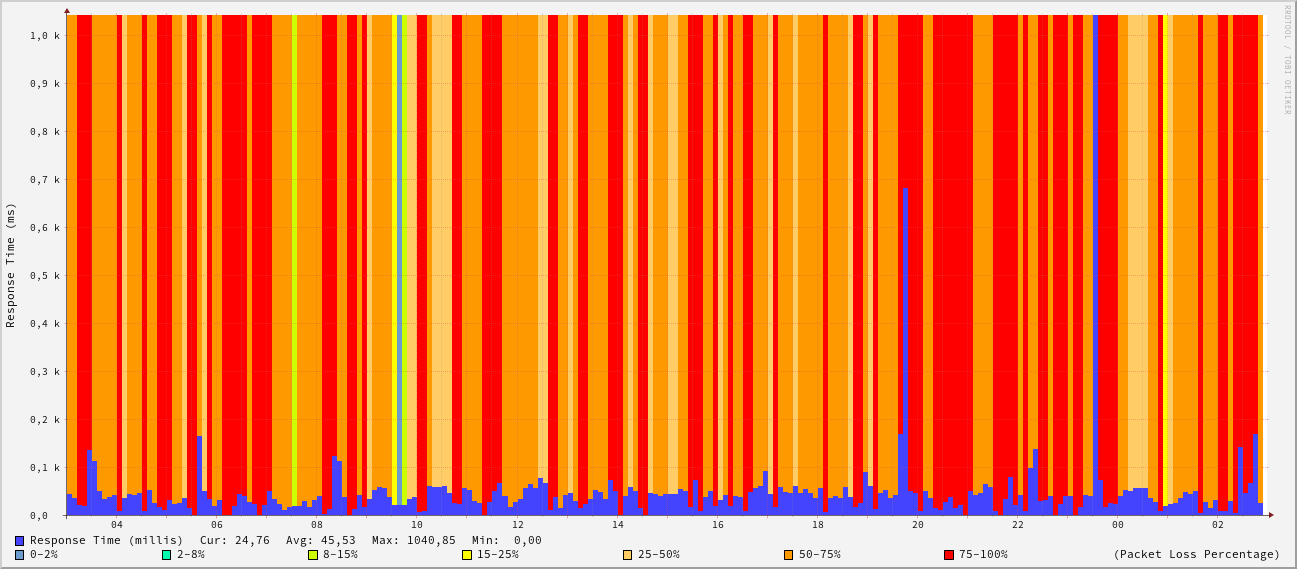 RRDTOOL / TOBI OETIKER
Response Time (ms)
1,0 k
0,9 k
0,8 k
0,7 k
0,6 k
0,5 k
0,4 k
0,3 k
0,2 k
0,1 k
0,0
04 06 08 10 12 14 16 18 20 22 00 02
Response Time (millis) Cur: 24,76 Avg: 45,53 Max: 1040,85 Min: 0,00
0-2% 2-8% 8-15% 15-25% 25-50% 50-75% 75-100% (Packet Loss Percentage)